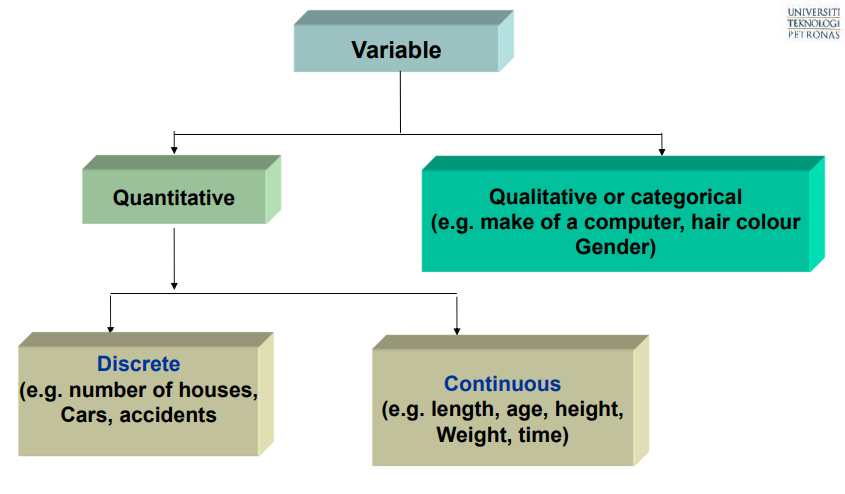 UNIVERSITI
TEKNOLOGI
PETRONAS
Variable
Quantitative
Qualitative or categorical
(e.g. make of a computer, hair colour
Gender)
Discrete
(e.g. number of houses,
Cars, accidents
Continuous
(e.g. length, age, height,
Weight, time)